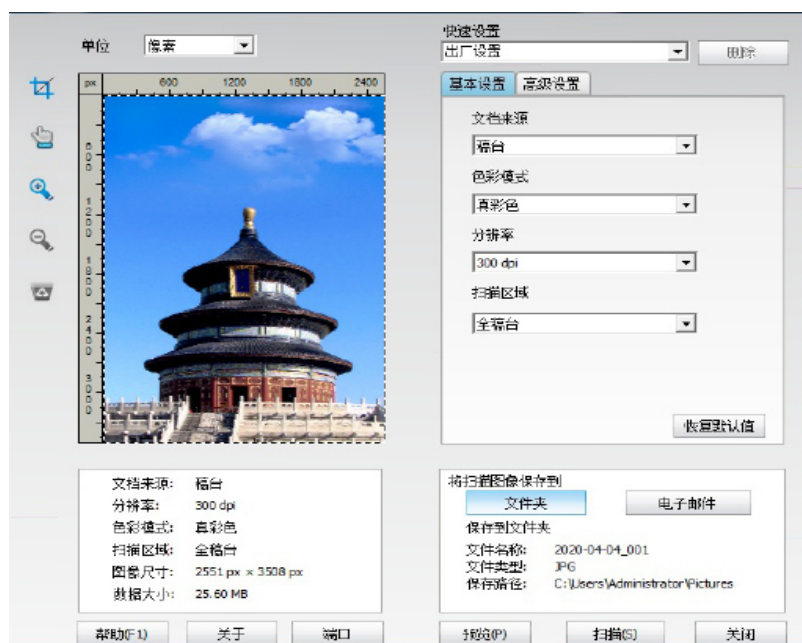 单位 像素
px 600 1200 1800 2400
600
1200
1800
2400
3000
快速设置
出厂设置 删除
基本设置 高级设置
文档来源
稿台
色彩模式
真彩色
分辨率
300 dpi
扫描区域
全稿台
恢复默认值
文档来源: 稿台
分辨率: 300 dpi
色彩模式: 真彩色
扫描区域: 全稿台
图像尺寸: 2551 px × 3508 px
数据大小: 25.60 MB
将扫描图像保存到
文件夹 电子邮件
保存到文件夹
文件名称: 2020-04-04_001
文件类型: JPG
保存路径: C:\Users\Administrator\Pictures
帮助(F1) 关于 端口 预览(P) 扫描(S) 关闭